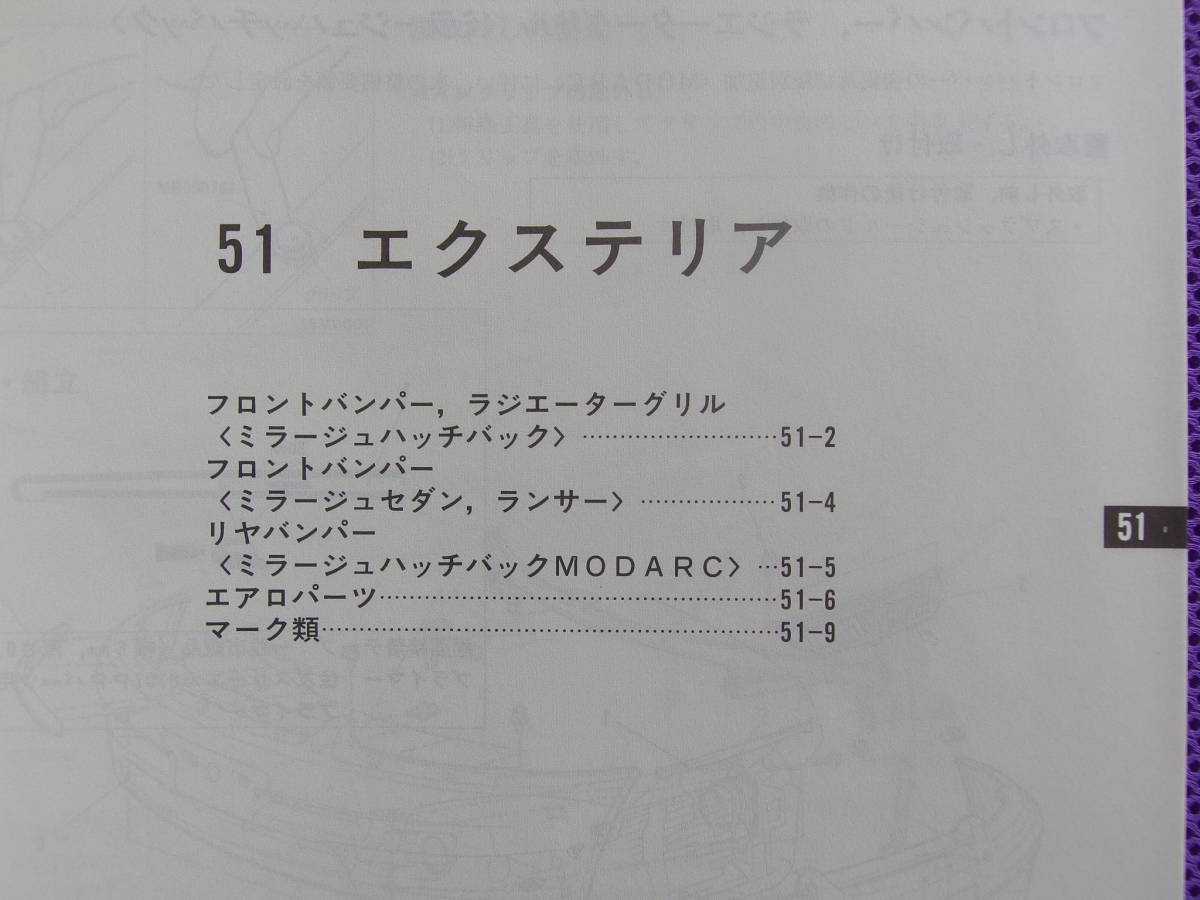 51 エクステリア
フロントバンパー，ラジエーターグリル
〈ミラージュハッチバック〉 ………………………51-2
フロントバンパー
〈ミラージュセダン，ランサー〉 ………………51-4
リヤバンパー
〈ミラージュハッチバックＭＯＤＡＲＣ〉 …51-5
エアロパーツ………………………………………………51-6
マーク類……………………………………………………51-9
51